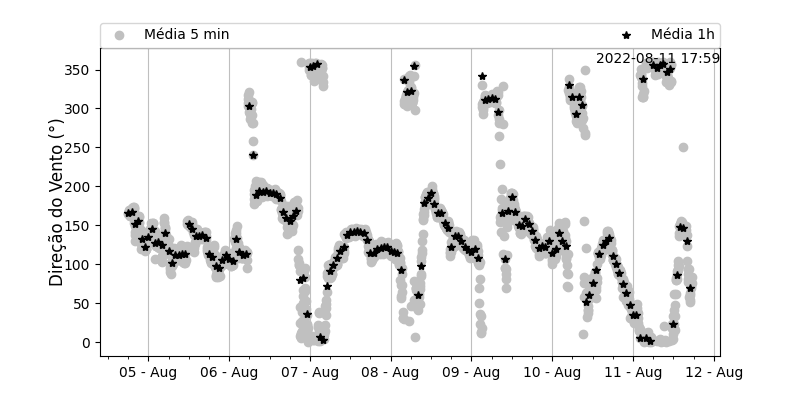 Média 5 min
Média 1h
2022-08-11 17:59
Direção do Vento (°)
350
300
250
200
150
100
50
0
05 - Aug
06 - Aug
07 - Aug
08 - Aug
09 - Aug
10 - Aug
11 - Aug
12 - Aug